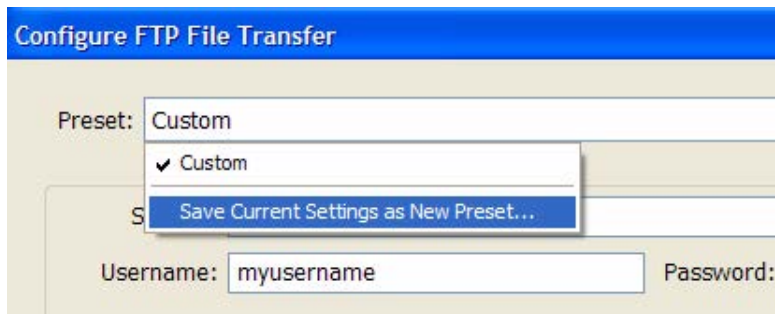 Configure FTP File Transfer
Preset: Custom
Custom
Save Current Settings as New Preset...
Username: myusername Password: